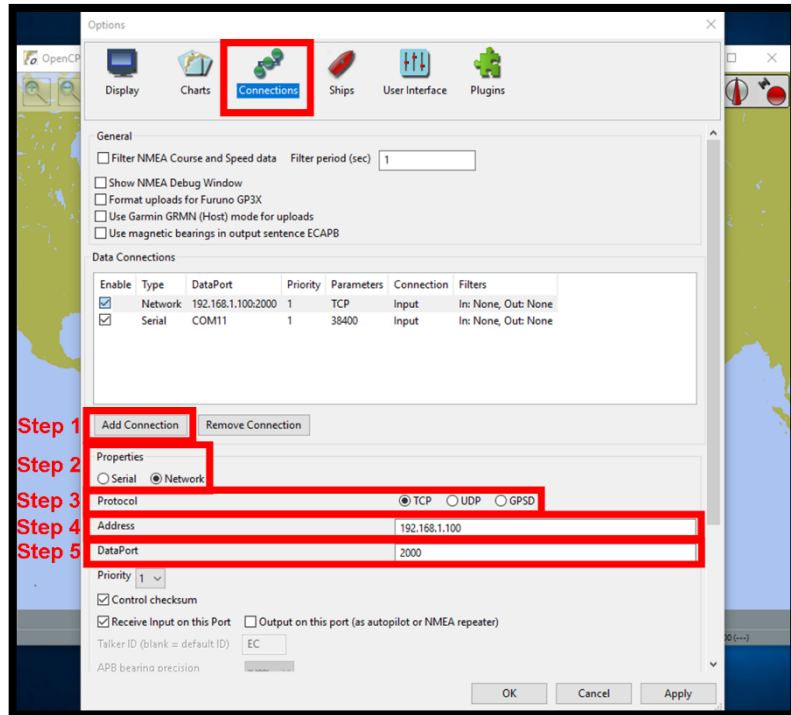 Options
OpenCP
Display Charts Connections Ships User Interface Plugins
General
Filter NMEA Course and Speed data Filter period (sec) 1
Show NMEA Debug Window
Format uploads for Furuno GP3X
Use Garmin GRMN (Host) mode for uploads
Use magnetic bearings in output sentence ECAPB
Data Connections
Enable Type DataPort Priority Parameters Connection Filters
Network 192.168.1.100:2000 1 TCP Input In: None, Out: None
Serial COM11 1 38400 Input In: None, Out: None
Step 1 Add Connection Remove Connection
Properties
Step 2 Serial Network
Step 3 Protocol TCP UDP GPSD
Step 4 Address 192.168.1.100
Step 5 DataPort 2000
Priority 1
Control checksum
Receive Input on this Port Output on this port (as autopilot or NMEA repeater)
Talker ID (blank = default ID) EC
APB bearing precision
OK Cancel Apply